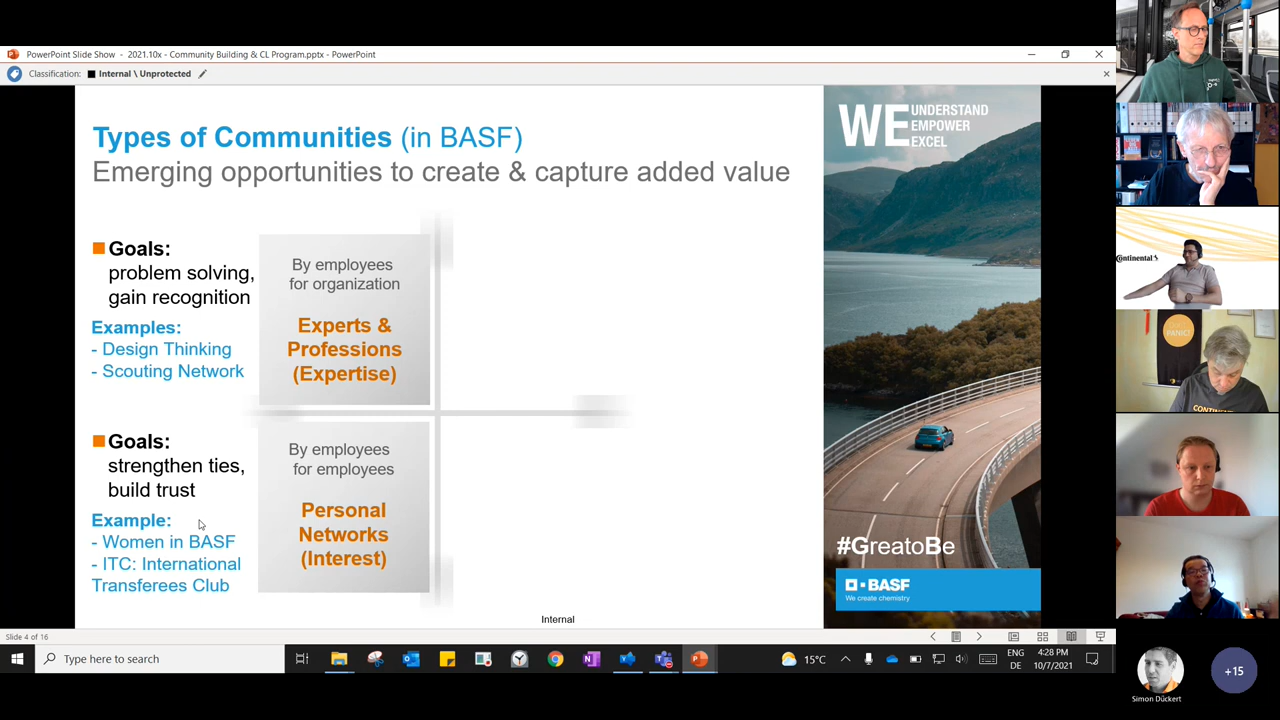 PowerPoint Slide Show - 2021.10x - Community Building & CL Program.pptx - PowerPoint
Classification: Internal \ Unprotected
Types of Communities (in BASF)
Emerging opportunities to create & capture added value
Goals:
problem solving,
gain recognition
Examples:
- Design Thinking
- Scouting Network
By employees
for organization
Experts &
Professions
(Expertise)
Goals:
strengthen ties,
build trust
Example:
- Women in BASF
- ITC: International
Transferees Club
By employees
for employees
Personal
Networks
(Interest)
Internal
WE UNDERSTAND
EMPOWER
EXCEL
#GreatoBe
BASF
We create chemistry
Slide 4 of 16
Type here to search
15°C
ENG
DE
4:28 PM
10/7/2021
Continental
PANIC!
CONTINENT
Simon Dückert
+15